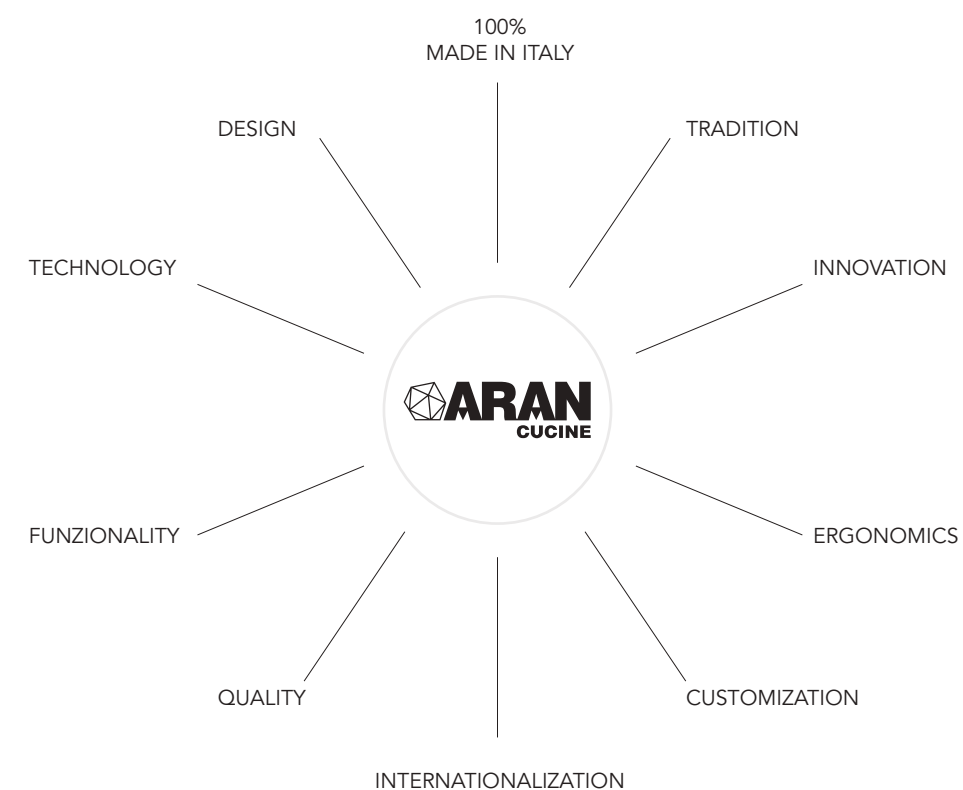 100%
MADE IN ITALY
DESIGN
TRADITION
TECHNOLOGY
INNOVATION
ARAN
CUCINE
FUNZIONALITY
ERGONOMICS
QUALITY
CUSTOMIZATION
INTERNATIONALIZATION